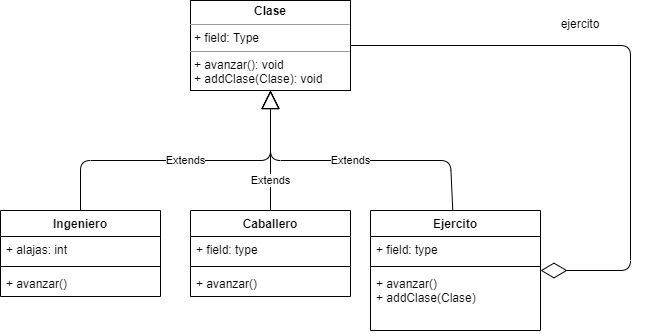 Clase
ejercito
+ field: Type
+ avanzar(): void
+ addClase(Clase): void
Extends
Extends
Extends
Ingeniero
Caballero
Ejercito
+ alajas: int
+ field: type
+ field: type
+ avanzar()
+ avanzar()
+ avanzar()
+ addClase(Clase)